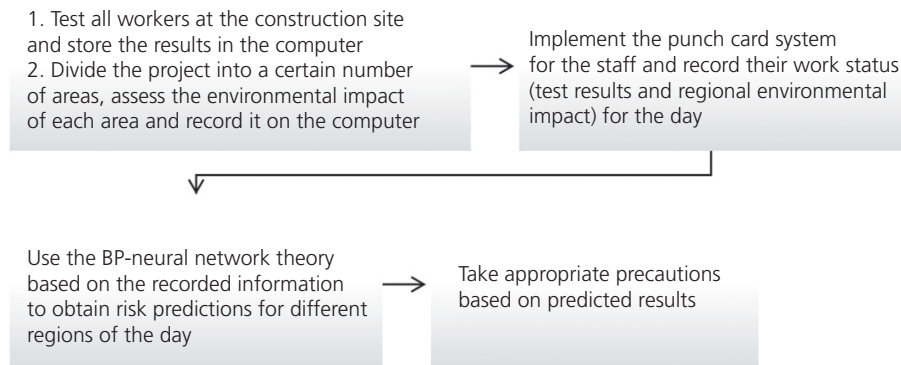 1. Test all workers at the construction site
and store the results in the computer
2. Divide the project into a certain number
of areas, assess the environmental impact
of each area and record it on the computer
Implement the punch card system
for the staff and record their work status
(test results and regional environmental
impact) for the day
Use the BP-neural network theory
based on the recorded information
to obtain risk predictions for different
regions of the day
Take appropriate precautions
based on predicted results